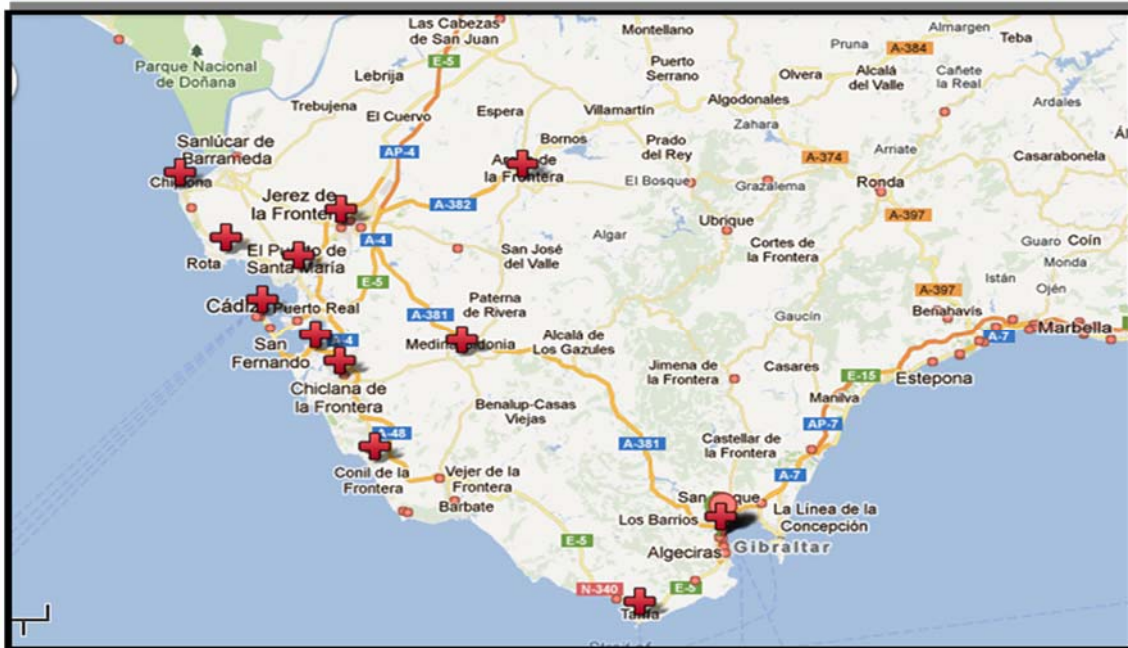 Las Cabezas
de San Juan
Montellano
Pruna
A-384
Almargen
Teba
E-5
Parque Nacional
de Doñana
Lebrija
Puerto
Serrano
Olvera
Alcalá
del Valle
Cañete
la Real
Trebujena
El Cuervo
Espera
Villamartín
Algodonales
Zahara
Ardales
Sanlúcar de
Barrameda
AP-4
Bornos
Prado
del Rey
A-374
Arriate
Casarabonela
la Frontera
El Bosque
Grazalema
Ronda
Jerez de
la Frontera
A-382
A-397
Ubrique
Algar
Cortes de
la Frontera
Guaro
Coín
Monda
A-4
San José
del Valle
Rota
El Puerto de
Santa María
E-5
Istán
Ojén
A-397
Cádiz
Puerto Real
A-381
Paterna
de Rivera
Gaucín
Benahavís
Marbella
A-7
San
Fernando
A-4
Medina Sidonia
Alcalá de
Los Gazules
Jimena de
la Frontera
Casares
E-15
Estepona
Chiclana de
la Frontera
Benalup-Casas
Viejas
Manilva
AP-7
A-48
A-381
Castellar de
la Frontera
Conil de la
Frontera
Vejer de la
Frontera
A-7
Barbate
San Roque
Los Barrios
La Línea de la
Concepción
E-5
Algeciras
Gibraltar
N-340
E-5
Tarifa
Strait of